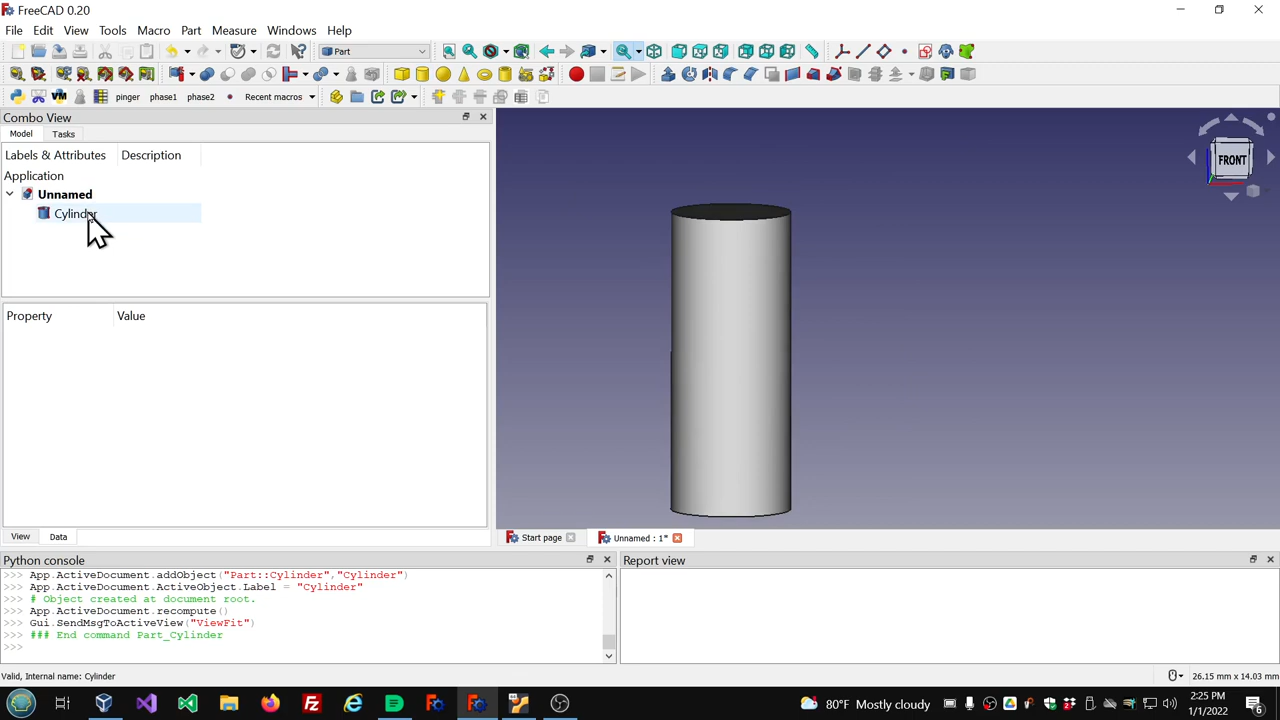 FreeCAD 0.20
File Edit View Tools Macro Part Measure Windows Help
Part
pinger phase1 phase2 Recent macros
Combo View
Model Tasks
Labels & Attributes Description
Application
Unnamed
Cylinder
Property Value
FRONT
View Data
Start page Unnamed : 1*
Python console
>>> App.ActiveDocument.addObject("Part::Cylinder","Cylinder")
>>> App.ActiveDocument.ActiveObject.Label = "Cylinder"
>>> # Object created at document root.
>>> App.ActiveDocument.recompute()
>>> Gui.SendMsgToActiveView("ViewFit")
>>> ### End command Part_Cylinder
>>>
Report view
Valid, Internal name: Cylinder
26.15 mm x 14.03 mm
80°F Mostly cloudy
2:25 PM
1/1/2022
6